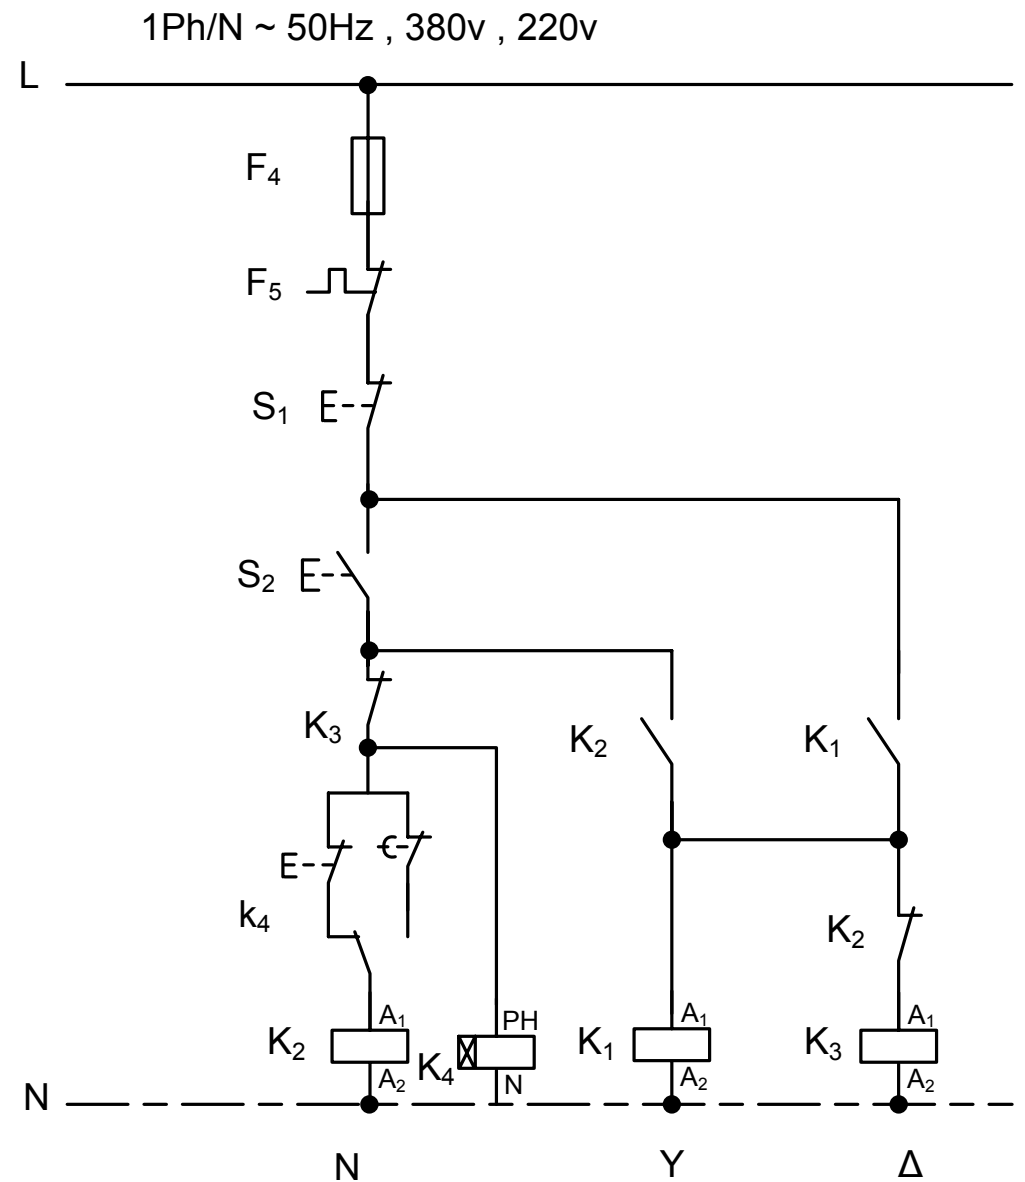 1Ph/N ~ 50Hz , 380v , 220v
L
F₄
F₅
S₁
S₂
K₃
K₂
K₁
k₄
K₂
K₂
A₁
A₂
K₄
PH
N
K₁
A₁
A₂
K₃
A₁
A₂
N
N
Y
Δ